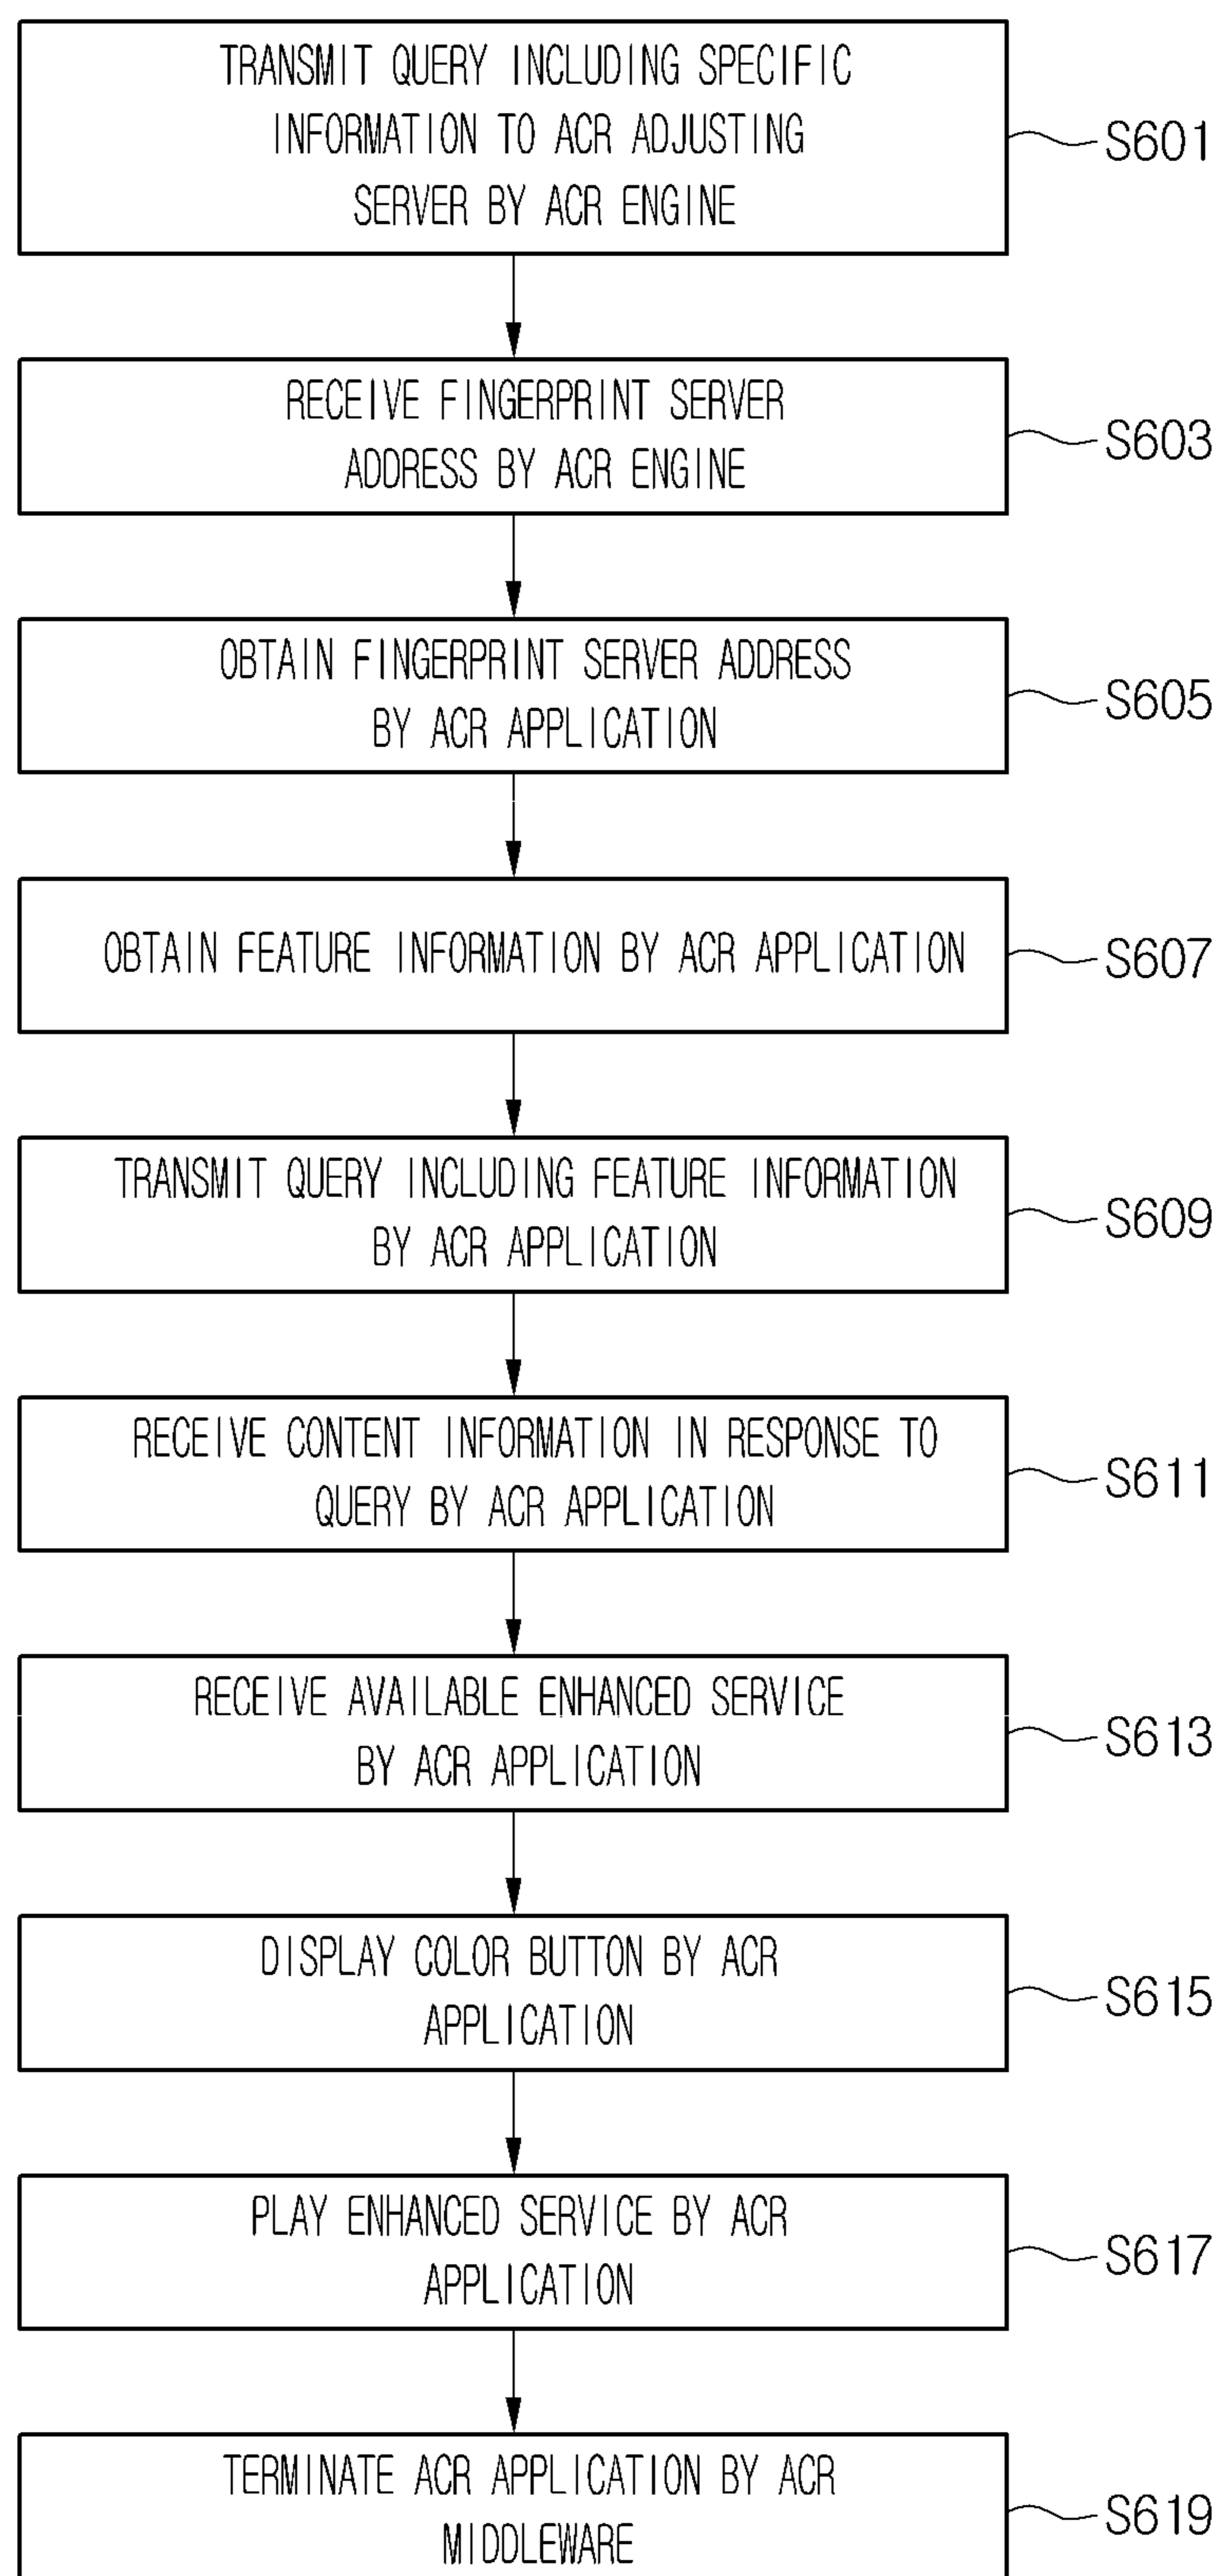 TRANSMIT QUERY INCLUDING SPECIFIC
INFORMATION TO ACR ADJUSTING
SERVER BY ACR ENGINE
S601
RECEIVE FINGERPRINT SERVER
ADDRESS BY ACR ENGINE
S603
OBTAIN FINGERPRINT SERVER ADDRESS
BY ACR APPLICATION
S605
OBTAIN FEATURE INFORMATION BY ACR APPLICATION
S607
TRANSMIT QUERY INCLUDING FEATURE INFORMATION
BY ACR APPLICATION
S609
RECEIVE CONTENT INFORMATION IN RESPONSE TO
QUERY BY ACR APPLICATION
S611
RECEIVE AVAILABLE ENHANCED SERVICE
BY ACR APPLICATION
S613
DISPLAY COLOR BUTTON BY ACR
APPLICATION
S615
PLAY ENHANCED SERVICE BY ACR
APPLICATION
S617
TERMINATE ACR APPLICATION BY ACR
MIDDLEWARE
S619